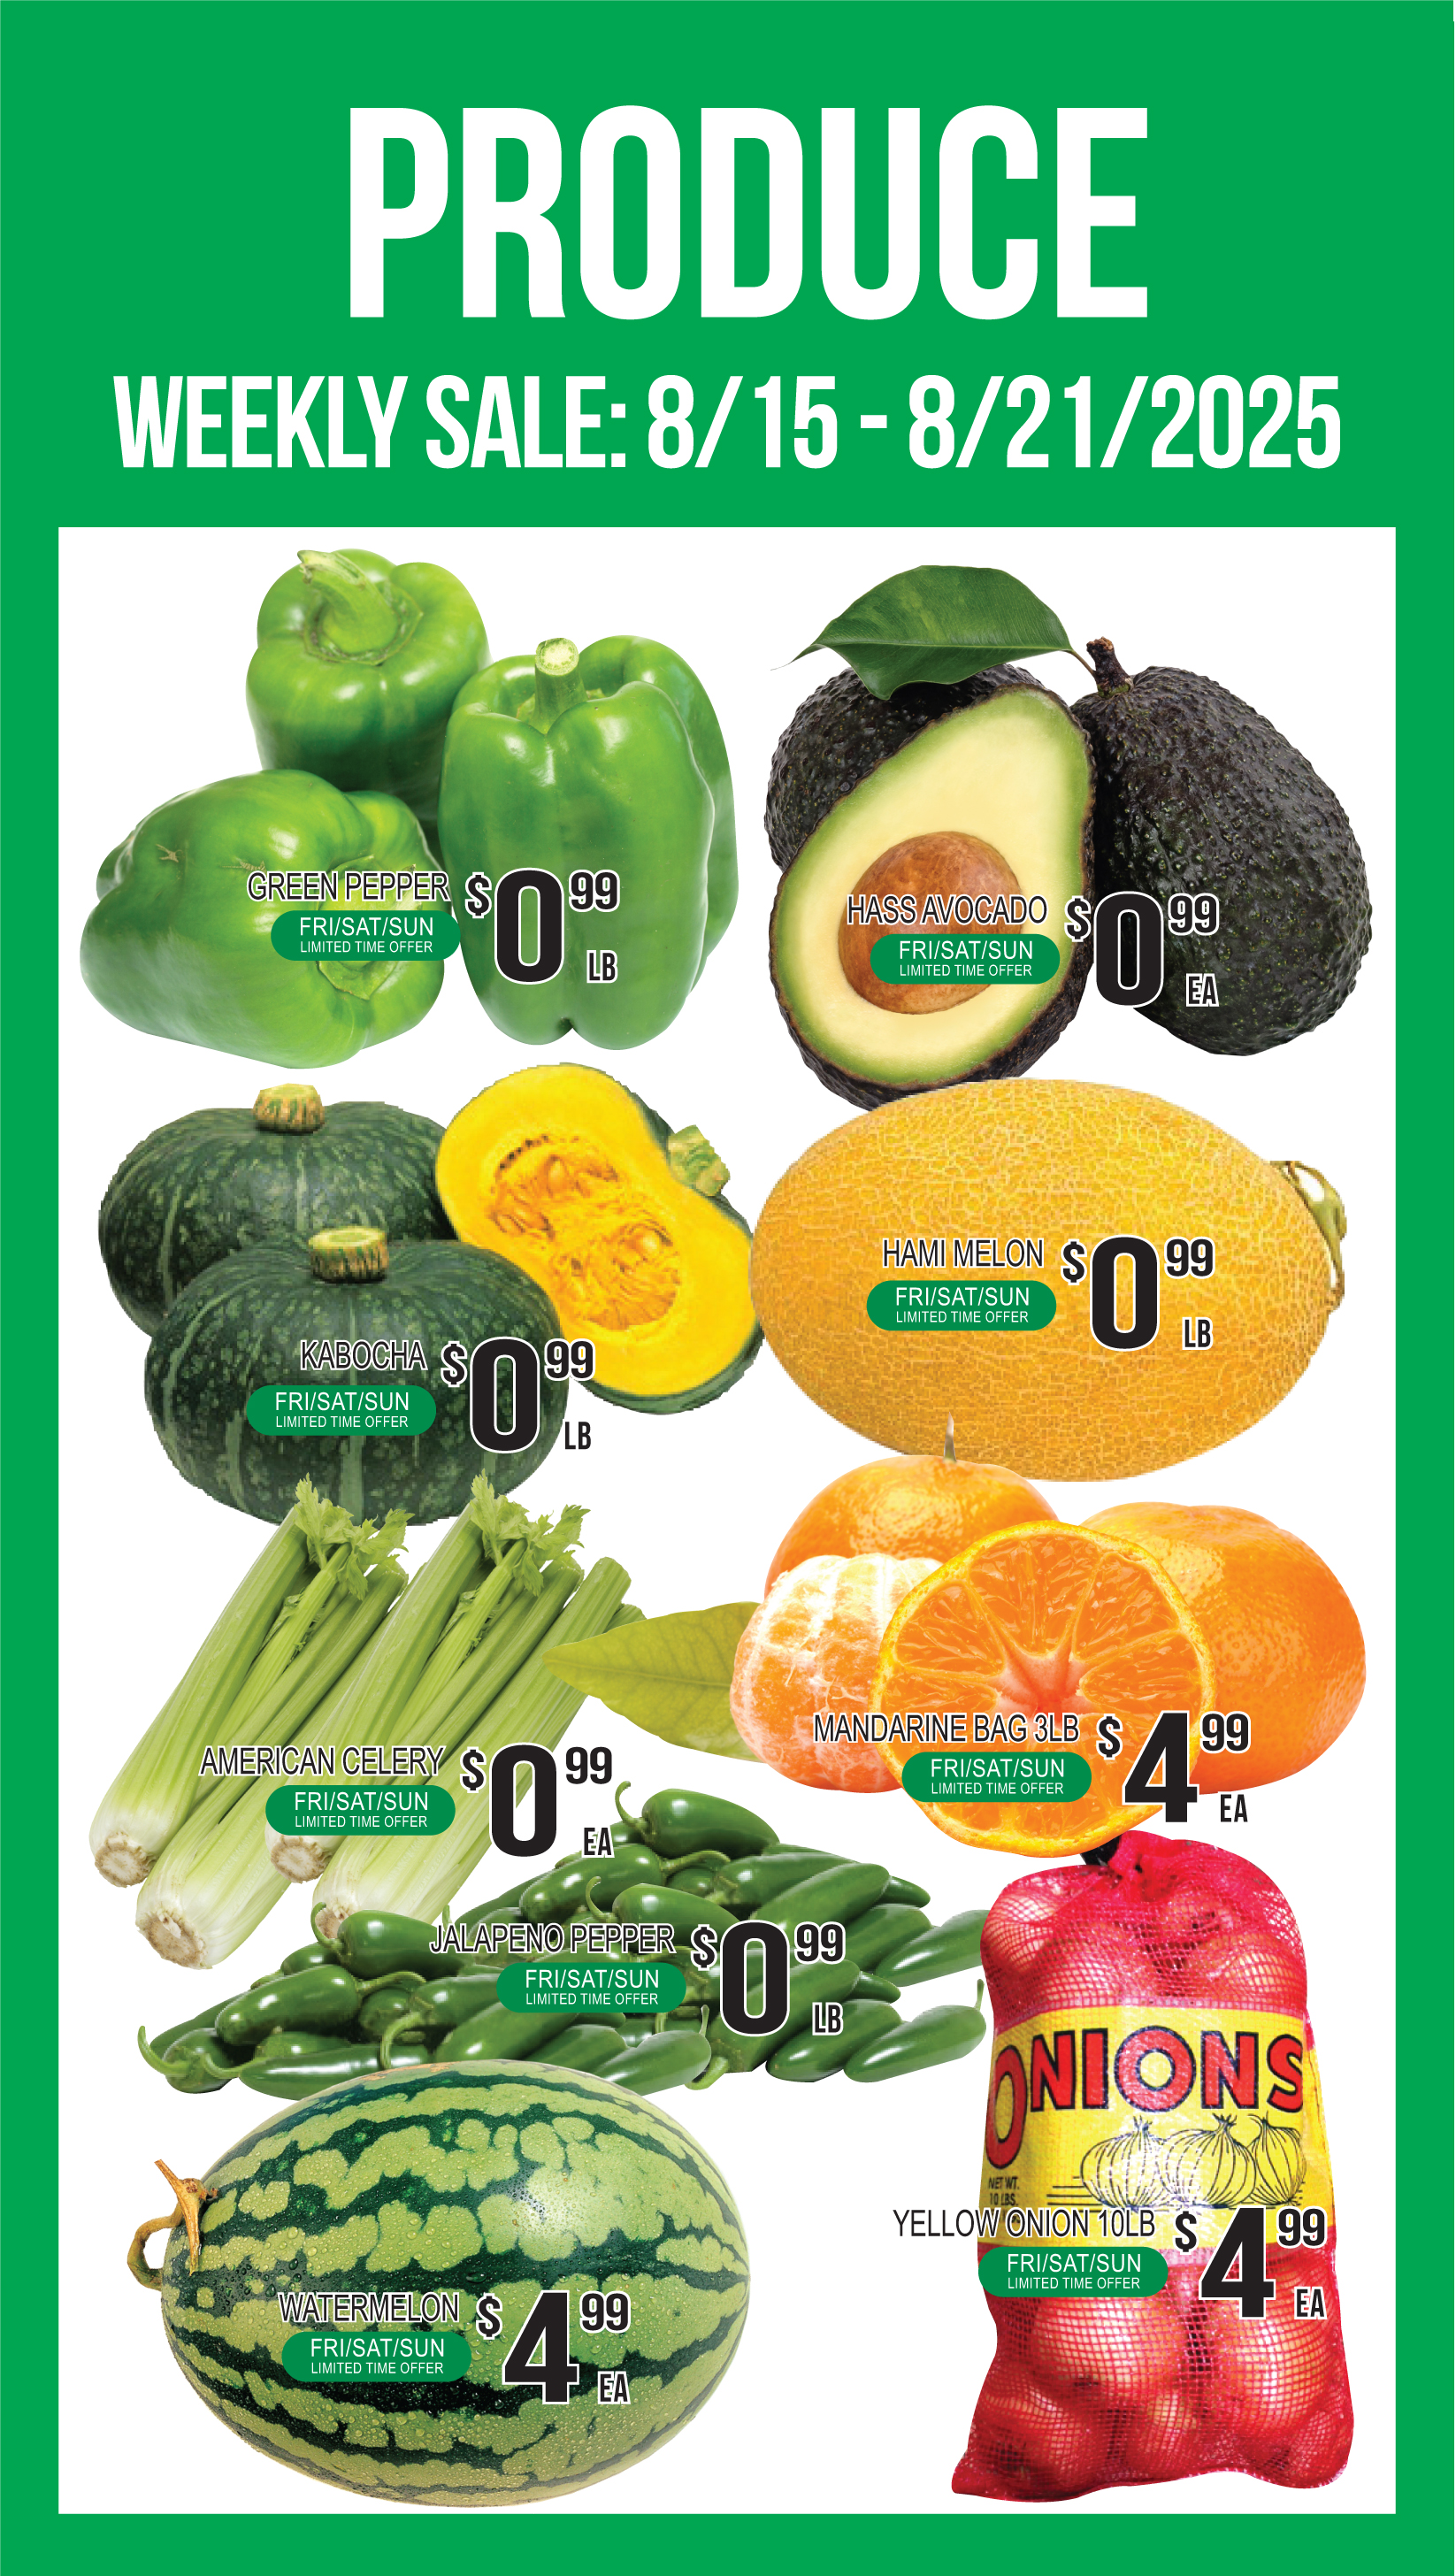 PRODUCE
WEEKLY SALE: 8/15 - 8/21/2025
GREEN PEPPER $0 99 LB
FRI/SAT/SUN
LIMITED TIME OFFER
HASS AVOCADO $0 99 EA
FRI/SAT/SUN
LIMITED TIME OFFER
KABOCHA $0 99 LB
FRI/SAT/SUN
LIMITED TIME OFFER
HAMI MELON $0 99 LB
FRI/SAT/SUN
LIMITED TIME OFFER
AMERICAN CELERY $0 99 EA
FRI/SAT/SUN
LIMITED TIME OFFER
MANDARINE BAG 3LB $4 99 EA
FRI/SAT/SUN
LIMITED TIME OFFER
JALAPENO PEPPER $0 99 LB
FRI/SAT/SUN
LIMITED TIME OFFER
WATERMELON $4 99 EA
FRI/SAT/SUN
LIMITED TIME OFFER
ONIONS
NET WT.
10 LBS.
YELLOW ONION 10LB $4 99 EA
FRI/SAT/SUN
LIMITED TIME OFFER